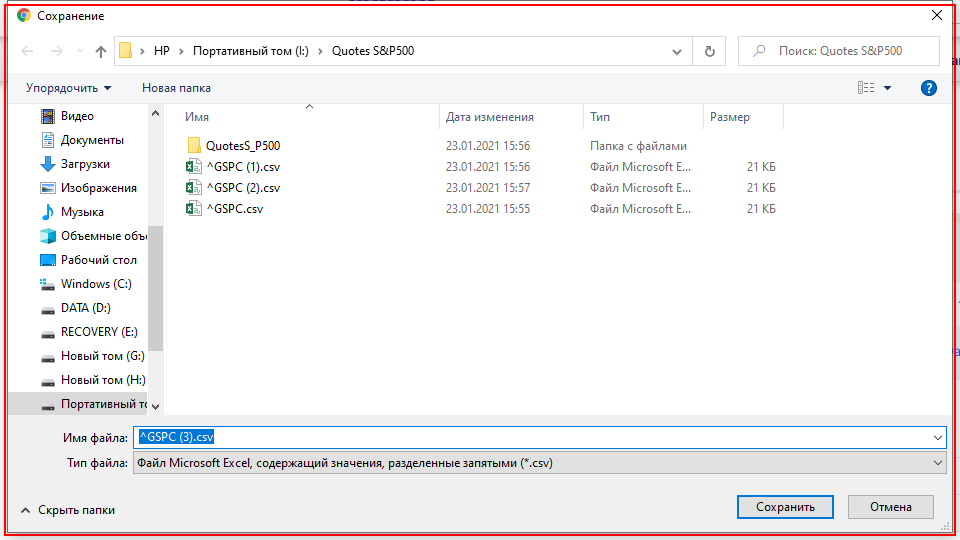 Сохранение
HP › Портативный том (I:) › Quotes S&P500
Поиск: Quotes S&P500
Упорядочить
Новая папка
Имя Дата изменения Тип Размер
QuotesS_P500 23.01.2021 15:56 Папка с файлами
^GSPC (1).csv 23.01.2021 15:56 Файл Microsoft E... 21 КБ
^GSPC (2).csv 23.01.2021 15:57 Файл Microsoft E... 21 КБ
^GSPC.csv 23.01.2021 15:55 Файл Microsoft E... 21 КБ
Видео
Документы
Загрузки
Изображения
Музыка
Объемные объ
Рабочий стол
Windows (C:)
DATA (D:)
RECOVERY (E:)
Новый том (G:)
Новый том (H:)
Портативный то
Имя файла: ^GSPC (3).csv
Тип файла: Файл Microsoft Excel, содержащий значения, разделенные запятыми (*.csv)
Скрыть папки
Сохранить
Отмена